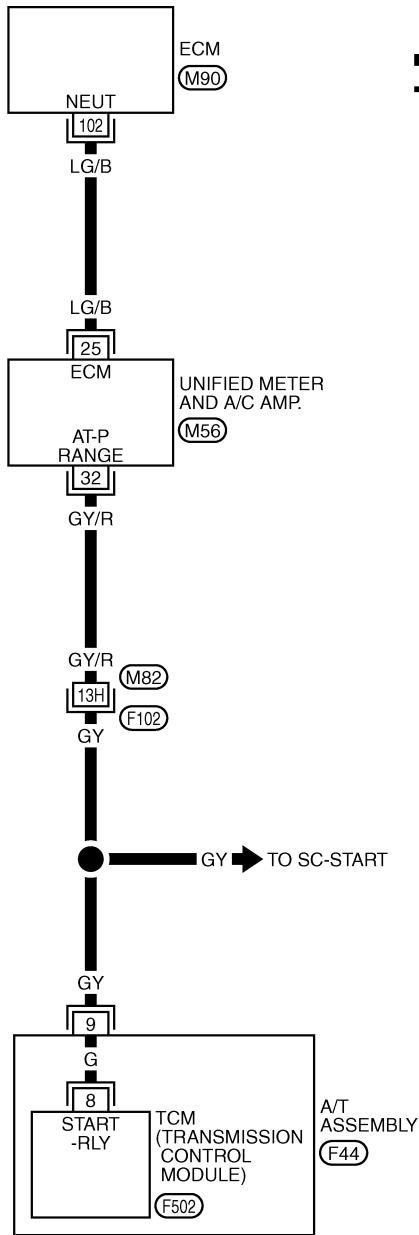 ECM
M90
NEUT
102
LG/B
LG/B
25
ECM
UNIFIED METER
AND A/C AMP.
M56
AT-P
RANGE
32
GY/R
GY/R
M82
13H
F102
GY
GY
TO SC-START
GY
9
G
8
START
-RLY
TCM
(TRANSMISSION
CONTROL
MODULE)
F502
A/T
ASSEMBLY
F44